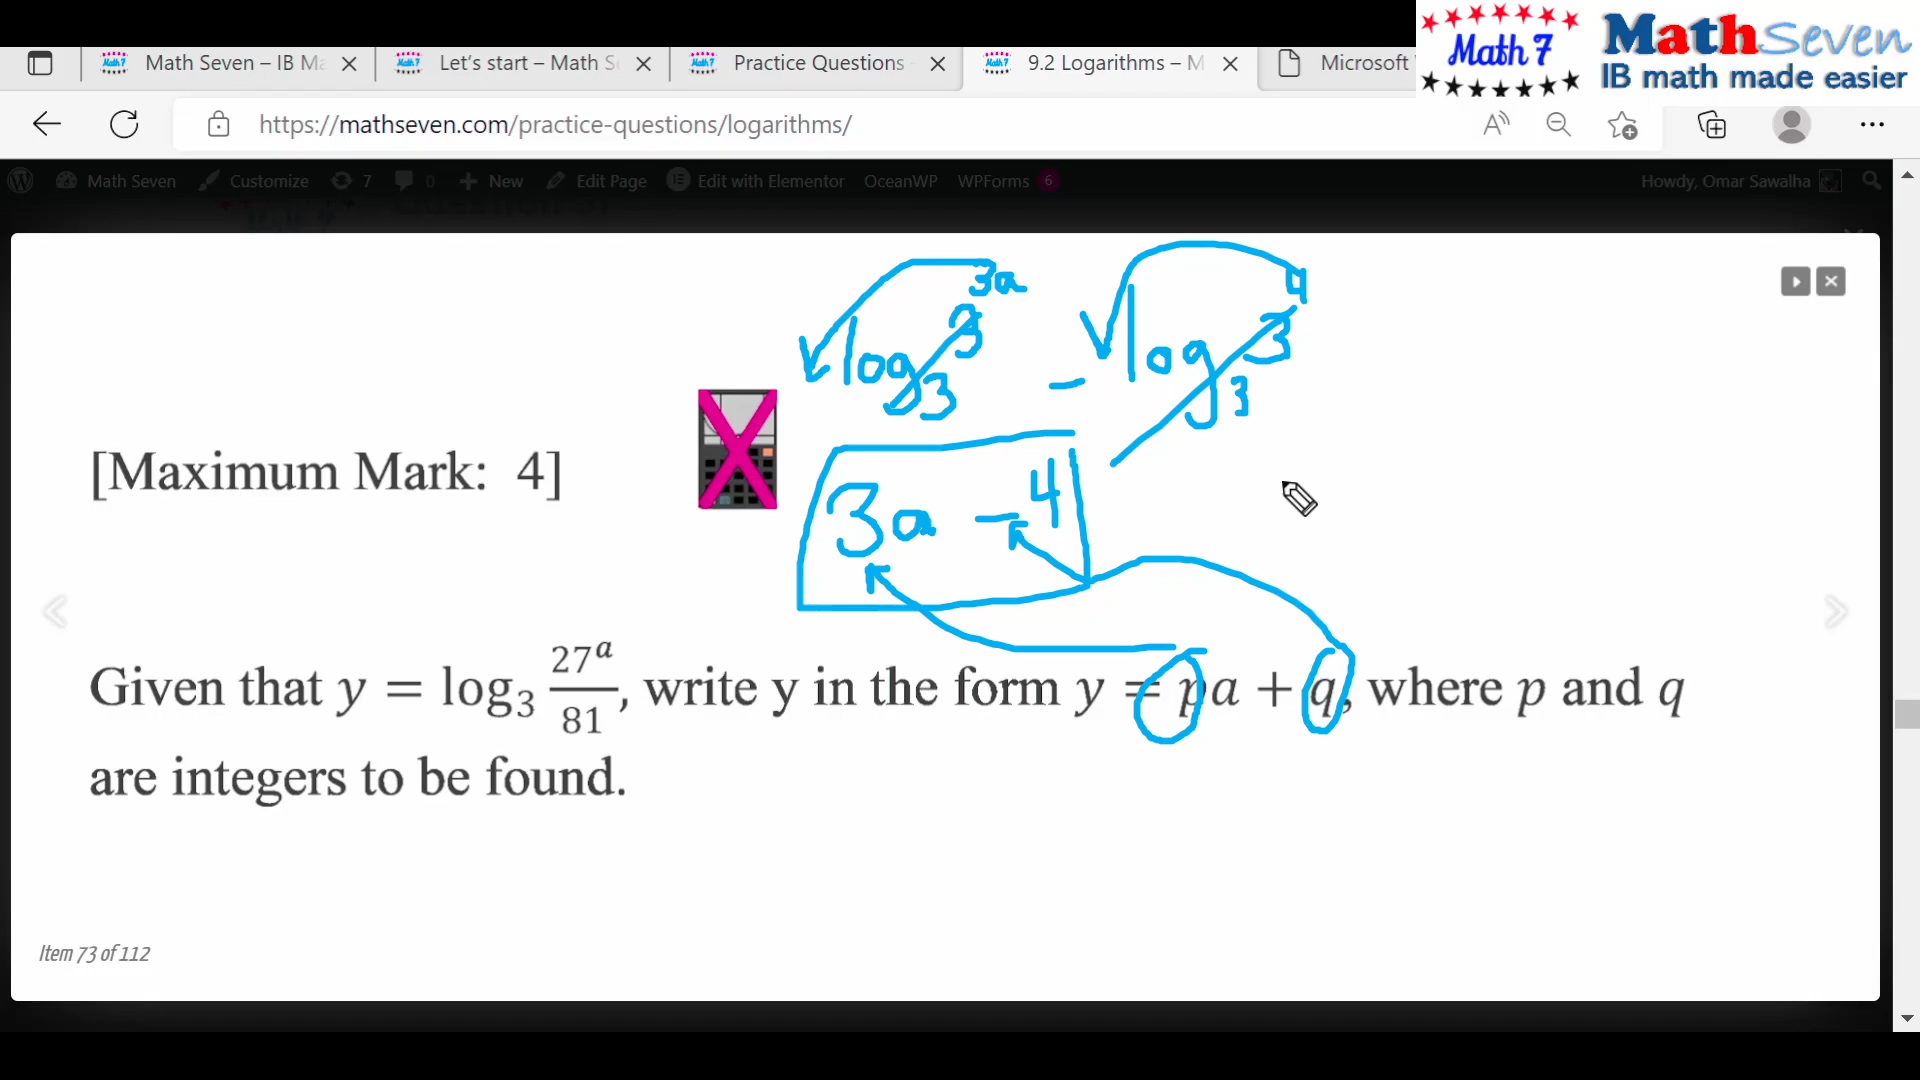 Math 7
MathSeven
IB math made easier
Math Seven – IB Ma
Let's start – Math S
Practice Questions
9.2 Logarithms – M
Microsoft
https://mathseven.com/practice-questions/logarithms/
Math Seven Customize 7 0 New Edit Page Edit with Elementor OceanWP WPForms 6 Howdy, Omar Sawalha
log₃ 3^3a − log₃ 3^4
[Maximum Mark: 4]
3a − 4
Given that y = log₃ 27^a/81, write y in the form y = pa + q, where p and q
are integers to be found.
Item 73 of 112